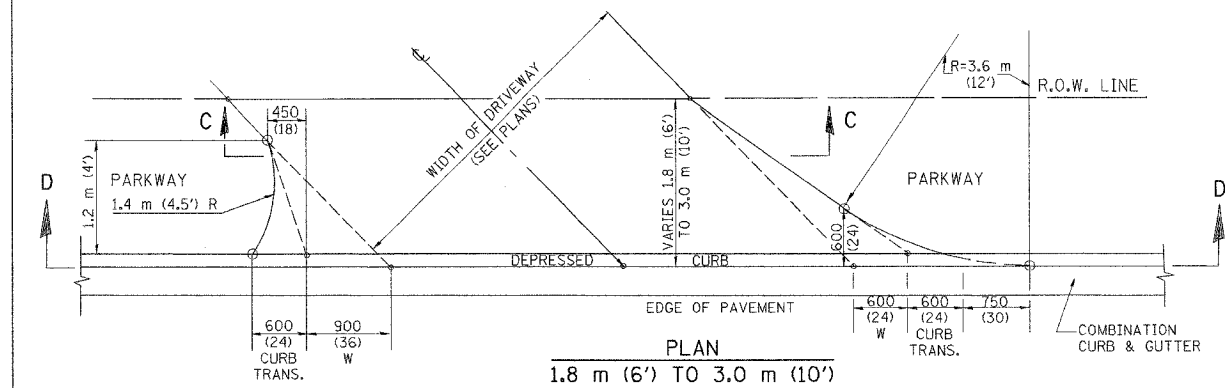 R=3.6 m
(12')
R.O.W. LINE
℄
WIDTH OF DRIVEWAY
(SEE PLANS)
C
450
(18)
C
D
1.2 m (4')
PARKWAY
1.4 m (4.5') R
VARIES 1.8 m (6')
TO 3.0 m (10')
PARKWAY
D
600
(24)
DEPRESSED CURB
EDGE OF PAVEMENT
600
(24)
CURB
TRANS.
900
(36)
W
600
(24)
W
600
(24)
CURB
TRANS.
750
(30)
COMBINATION
CURB & GUTTER
PLAN
1.8 m (6') TO 3.0 m (10')